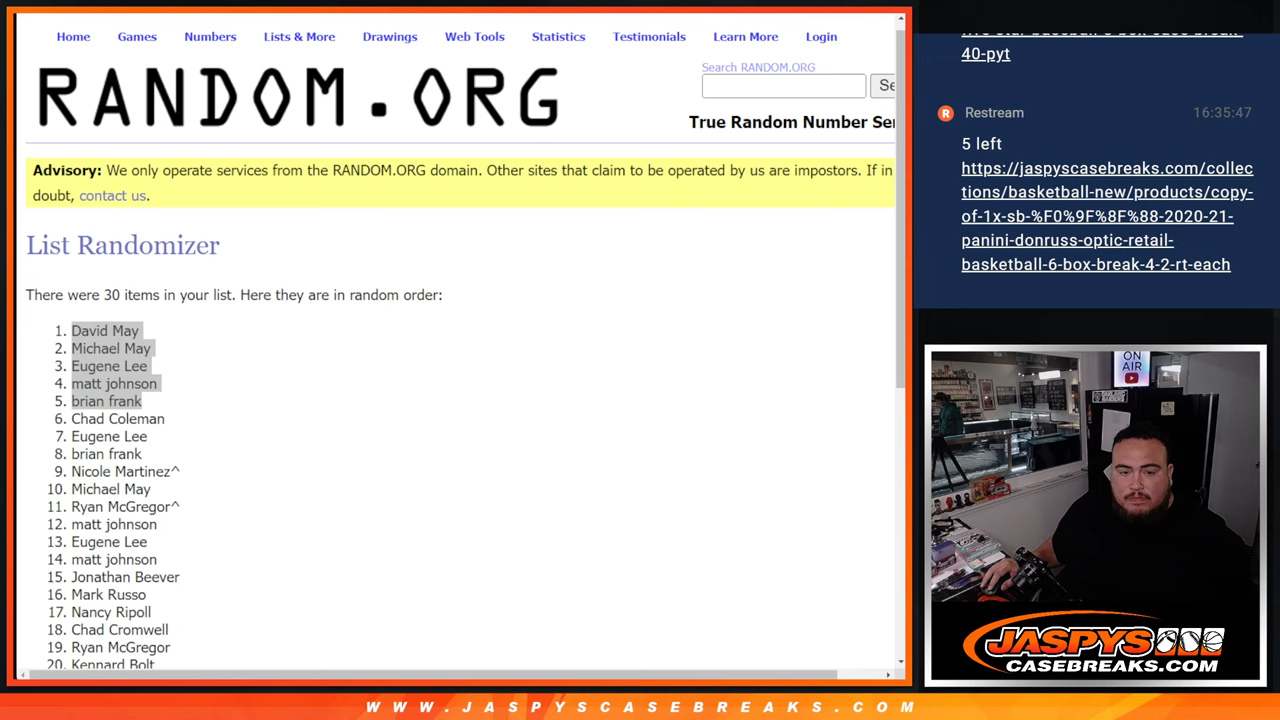 Home Games Numbers Lists & More Drawings Web Tools Statistics Testimonials Learn More Login
RANDOM.ORG
Search RANDOM.ORG
Se
True Random Number Ser
Advisory: We only operate services from the RANDOM.ORG domain. Other sites that claim to be operated by us are impostors. If in
doubt, contact us.
List Randomizer
There were 30 items in your list. Here they are in random order:
1. David May
2. Michael May
3. Eugene Lee
4. matt johnson
5. brian frank
6. Chad Coleman
7. Eugene Lee
8. brian frank
9. Nicole Martinez^
10. Michael May
11. Ryan McGregor^
12. matt johnson
13. Eugene Lee
14. matt johnson
15. Jonathan Beever
16. Mark Russo
17. Nancy Ripoll
18. Chad Cromwell
19. Ryan McGregor
20. Kennard Bolt
40-pyt
R Restream 16:35:47
5 left
https://jaspyscasebreaks.com/collec
tions/basketball-new/products/copy-
of-1x-sb-%F0%9F%8F%88-2020-21-
panini-donruss-optic-retail-
basketball-6-box-break-4-2-rt-each
ON
AIR
JASPYS
CASEBREAKS.COM
WWW.JASPYSCASEBREAKS.COM